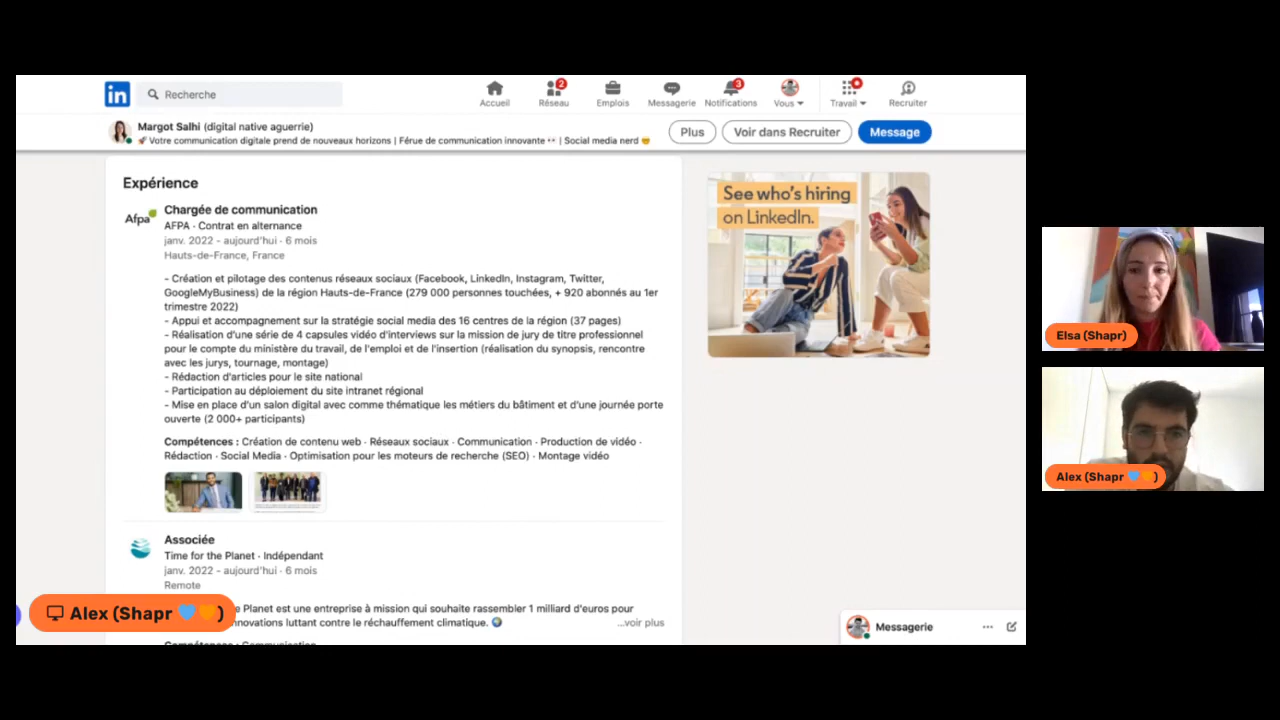 in
Recherche
Accueil
2
Réseau
Emplois
Messagerie
3
Notifications
Vous
Travail
Recruiter
Margot Salhi (digital native aguerrie)
🚀 Votre communication digitale prend de nouveaux horizons | Férue de communication innovante 👀 | Social media nerd 🤓
Plus
Voir dans Recruiter
Message
Expérience
Afpa
Chargée de communication
AFPA · Contrat en alternance
janv. 2022 - aujourd'hui · 6 mois
Hauts-de-France, France
- Création et pilotage des contenus réseaux sociaux (Facebook, LinkedIn, Instagram, Twitter,
GoogleMyBusiness) de la région Hauts-de-France (279 000 personnes touchées, + 920 abonnés au 1er
trimestre 2022)
- Appui et accompagnement sur la stratégie social media des 16 centres de la région (37 pages)
- Réalisation d'une série de 4 capsules vidéo d'interviews sur la mission de jury de titre professionnel
pour le compte du ministère du travail, de l'emploi et de l'insertion (réalisation du synopsis, rencontre
avec les jurys, tournage, montage)
- Rédaction d'articles pour le site national
- Participation au déploiement du site intranet régional
- Mise en place d'un salon digital avec comme thématique les métiers du bâtiment et d'une journée porte
ouverte (2 000+ participants)
Compétences : Création de contenu web · Réseaux sociaux · Communication · Production de vidéo ·
Rédaction · Social Media · Optimisation pour les moteurs de recherche (SEO) · Montage vidéo
Associée
Time for the Planet · Indépendant
janv. 2022 - aujourd'hui · 6 mois
Remote
e Planet est une entreprise à mission qui souhaite rassembler 1 milliard d'euros pour
nnovations luttant contre le réchauffement climatique. 🌍
...voir plus
Compétences : Communication
See who's hiring
on LinkedIn.
Messagerie
Alex (Shapr 💙🧡)
Elsa (Shapr)
Alex (Shapr 💙🧡)